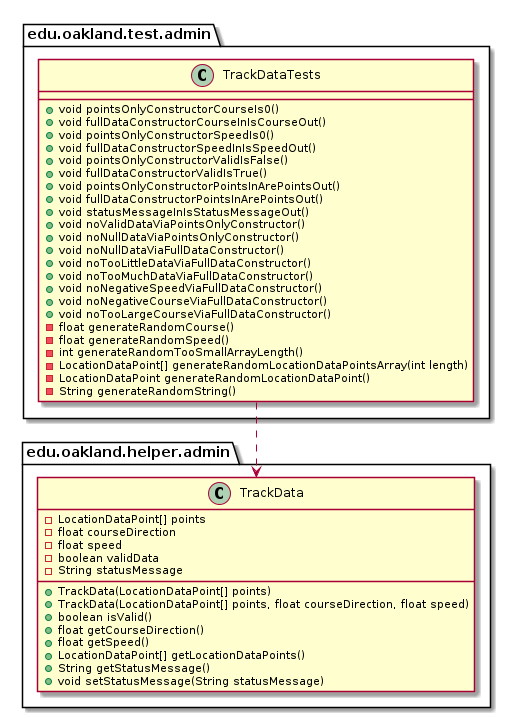 edu.oakland.test.admin
C TrackDataTests
void pointsOnlyConstructorCourseIs0()
void fullDataConstructorCourseInIsCourseOut()
void pointsOnlyConstructorSpeedIs0()
void fullDataConstructorSpeedInIsSpeedOut()
void pointsOnlyConstructorValidIsFalse()
void fullDataConstructorValidIsTrue()
void pointsOnlyConstructorPointsInArePointsOut()
void fullDataConstructorPointsInArePointsOut()
void statusMessageInIsStatusMessageOut()
void noValidDataViaPointsOnlyConstructor()
void noNullDataViaPointsOnlyConstructor()
void noNullDataViaFullDataConstructor()
void noTooLittleDataViaFullDataConstructor()
void noTooMuchDataViaFullDataConstructor()
void noNegativeSpeedViaFullDataConstructor()
void noNegativeCourseViaFullDataConstructor()
void noTooLargeCourseViaFullDataConstructor()
float generateRandomCourse()
float generateRandomSpeed()
int generateRandomTooSmallArrayLength()
LocationDataPoint[] generateRandomLocationDataPointsArray(int length)
LocationDataPoint generateRandomLocationDataPoint()
String generateRandomString()
edu.oakland.helper.admin
C TrackData
LocationDataPoint[] points
float courseDirection
float speed
boolean validData
String statusMessage
TrackData(LocationDataPoint[] points)
TrackData(LocationDataPoint[] points, float courseDirection, float speed)
boolean isValid()
float getCourseDirection()
float getSpeed()
LocationDataPoint[] getLocationDataPoints()
String getStatusMessage()
void setStatusMessage(String statusMessage)